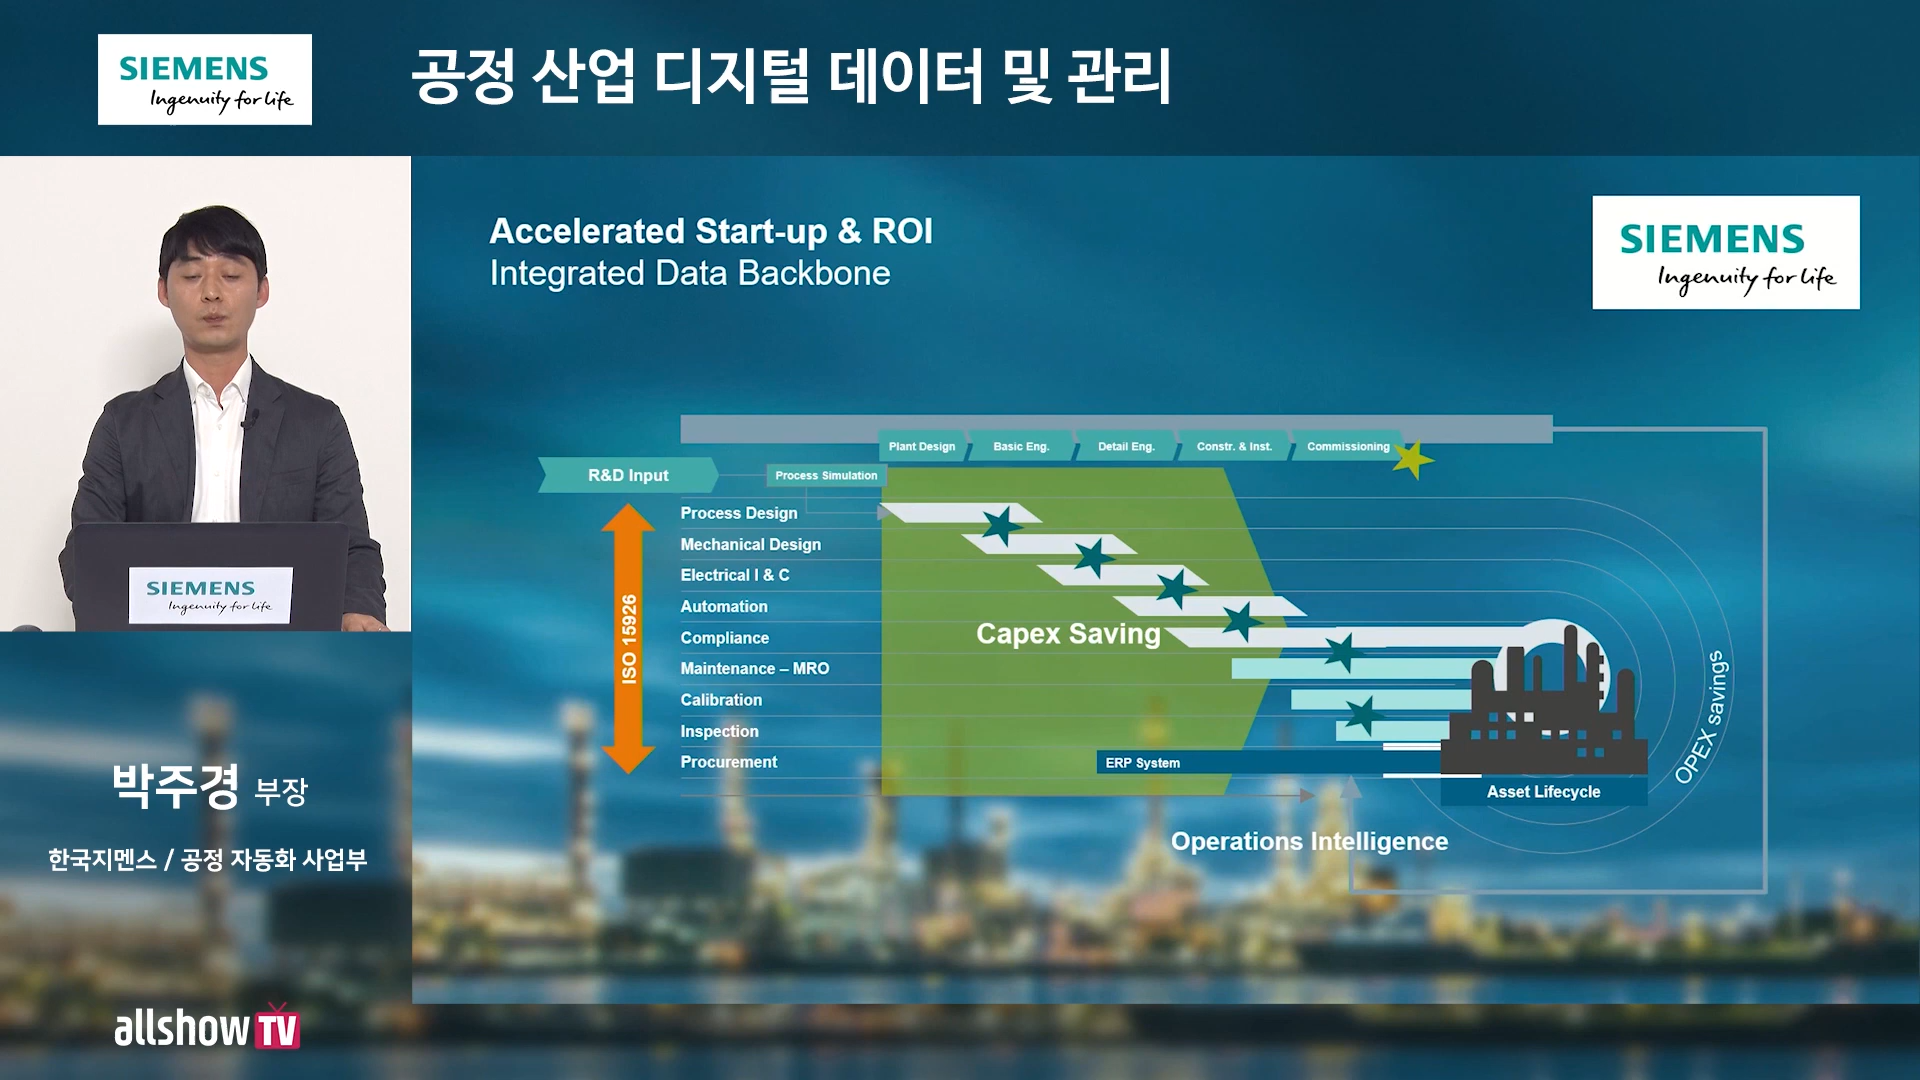 SIEMENS
Ingenuity for life
공정 산업 디지털 데이터 및 관리
Accelerated Start-up & ROI
Integrated Data Backbone
SIEMENS
Ingenuity for life
Plant Design
Basic Eng.
Detail Eng.
Constr. & Inst.
Commissioning
R&D Input
Process Simulation
ISO 15926
Process Design
Mechanical Design
Electrical I & C
Automation
Compliance
Maintenance – MRO
Calibration
Inspection
Procurement
Capex Saving
ERP System
Asset Lifecycle
OPEX savings
Operations Intelligence
SIEMENS
Ingenuity for life
박주경 부장
한국지멘스 / 공정 자동화 사업부
allshow TV